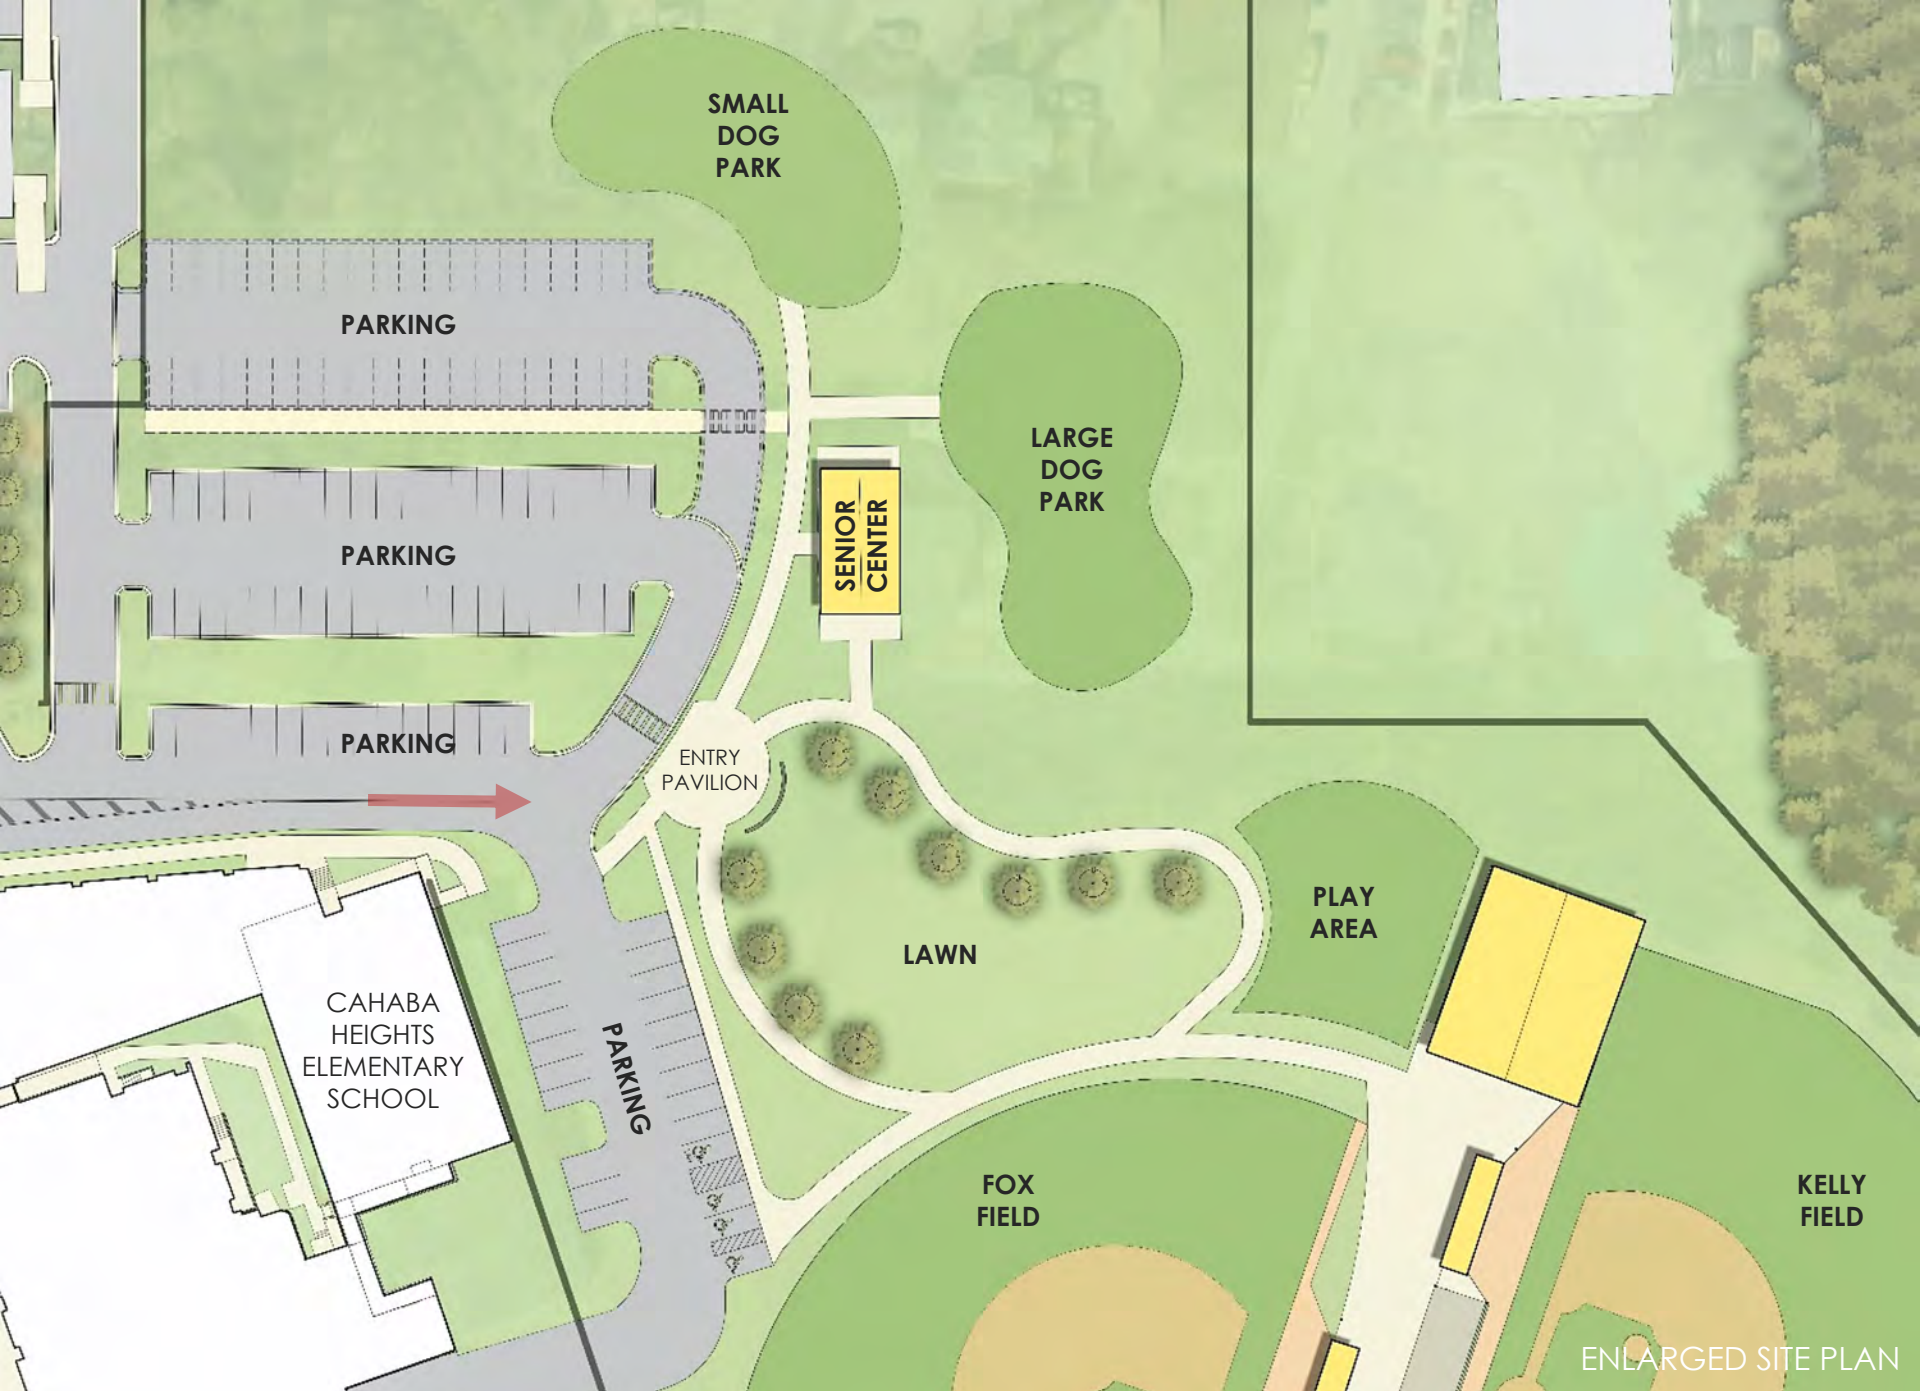 SMALL
DOG
PARK
PARKING
LARGE
DOG
PARK
SENIOR
CENTER
PARKING
PARKING
ENTRY
PAVILION
PLAY
AREA
LAWN
CAHABA
HEIGHTS
ELEMENTARY
SCHOOL
PARKING
FOX
FIELD
KELLY
FIELD
ENLARGED SITE PLAN